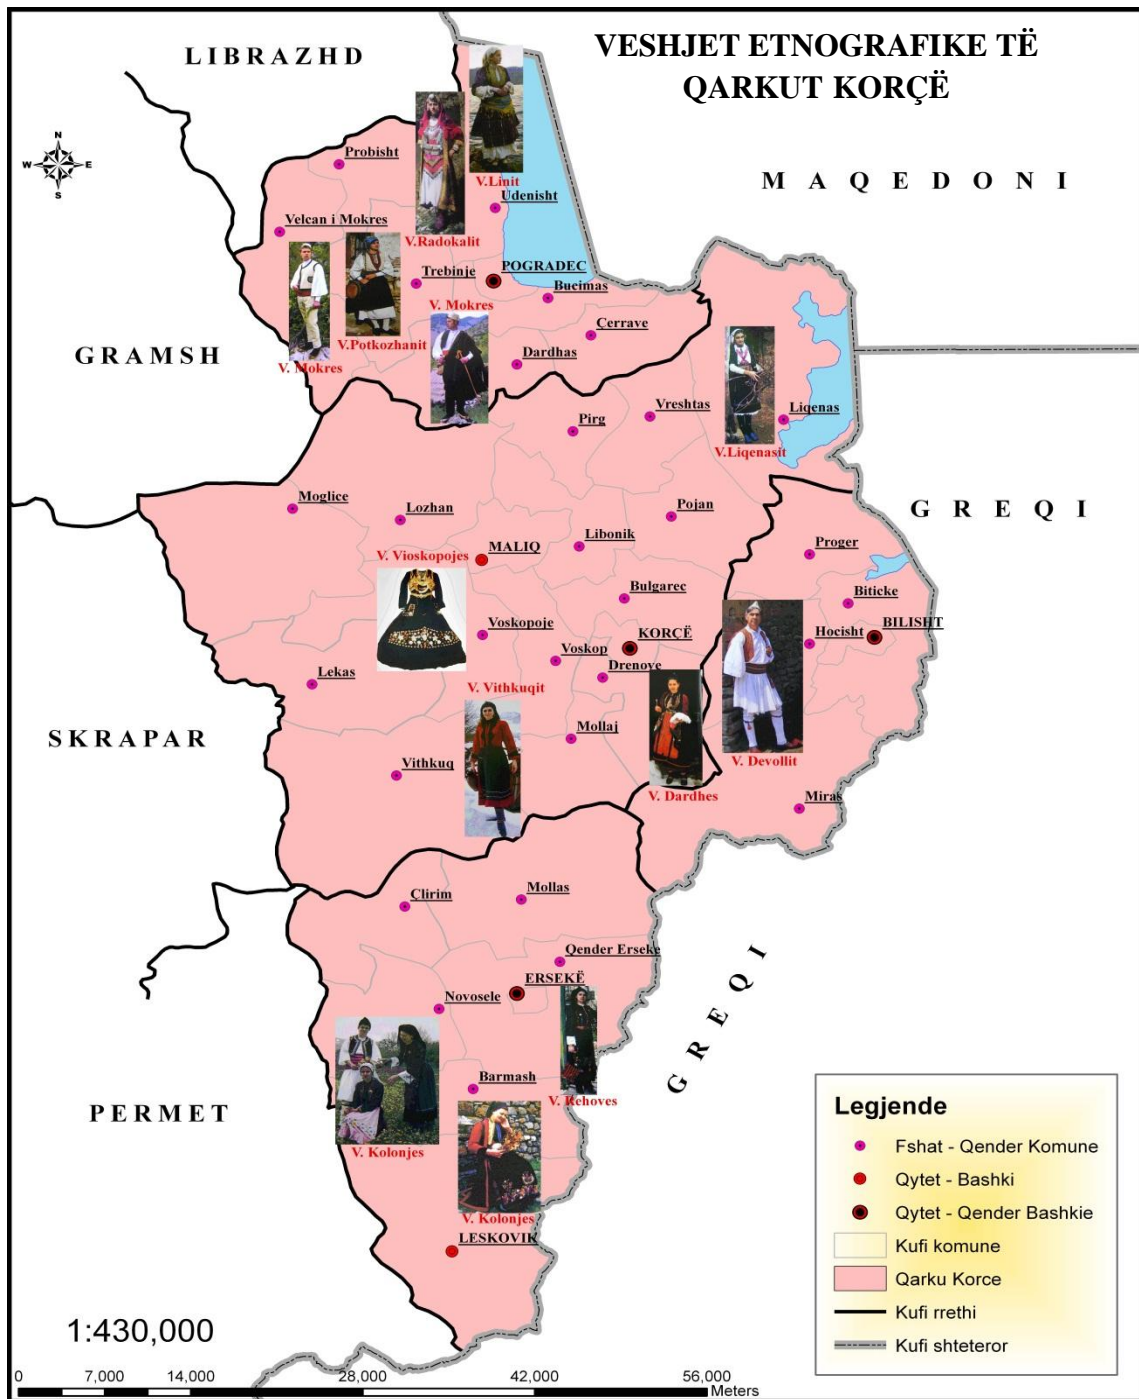 VESHJET ETNOGRAFIKE TË
QARKUT KORÇË
LIBRAZHD
N
W E
S
MAQEDONI
Probisht
V.Linit
Udenisht
Velcan i Mokres
V.Radokalit
Trebinje
POGRADEC
Bucimas
V. Mokres
V.Potkozhanit
V. Mokres
Cerrave
Dardhas
GRAMSH
Pirg
Vreshtas
Liqenas
V.Liqenasit
Moglice
Lozhan
Pojan
GREQI
Libonik
MALIQ
V. Vioskopojes
Proger
Bulgarec
Biticke
Voskopoje
KORÇË
BILISHT
Hocisht
Voskop
Drenove
Lekas
V. Vithkuqit
SKRAPAR
Mollaj
V. Devollit
Vithkuq
V. Dardhes
Miras
Çlirim
Mollas
Qender Erseke
ERSEKË
Novosele
GREQI
Barmash
V. Rehoves
PERMET
V. Kolonjes
V. Kolonjes
LESKOVIK
Legjende
Fshat - Qender Komune
Qytet - Bashki
Qytet - Qender Bashkie
Kufi komune
Qarku Korce
Kufi rrethi
Kufi shteteror
1:430,000
0 7,000 14,000 28,000 42,000 56,000
Meters